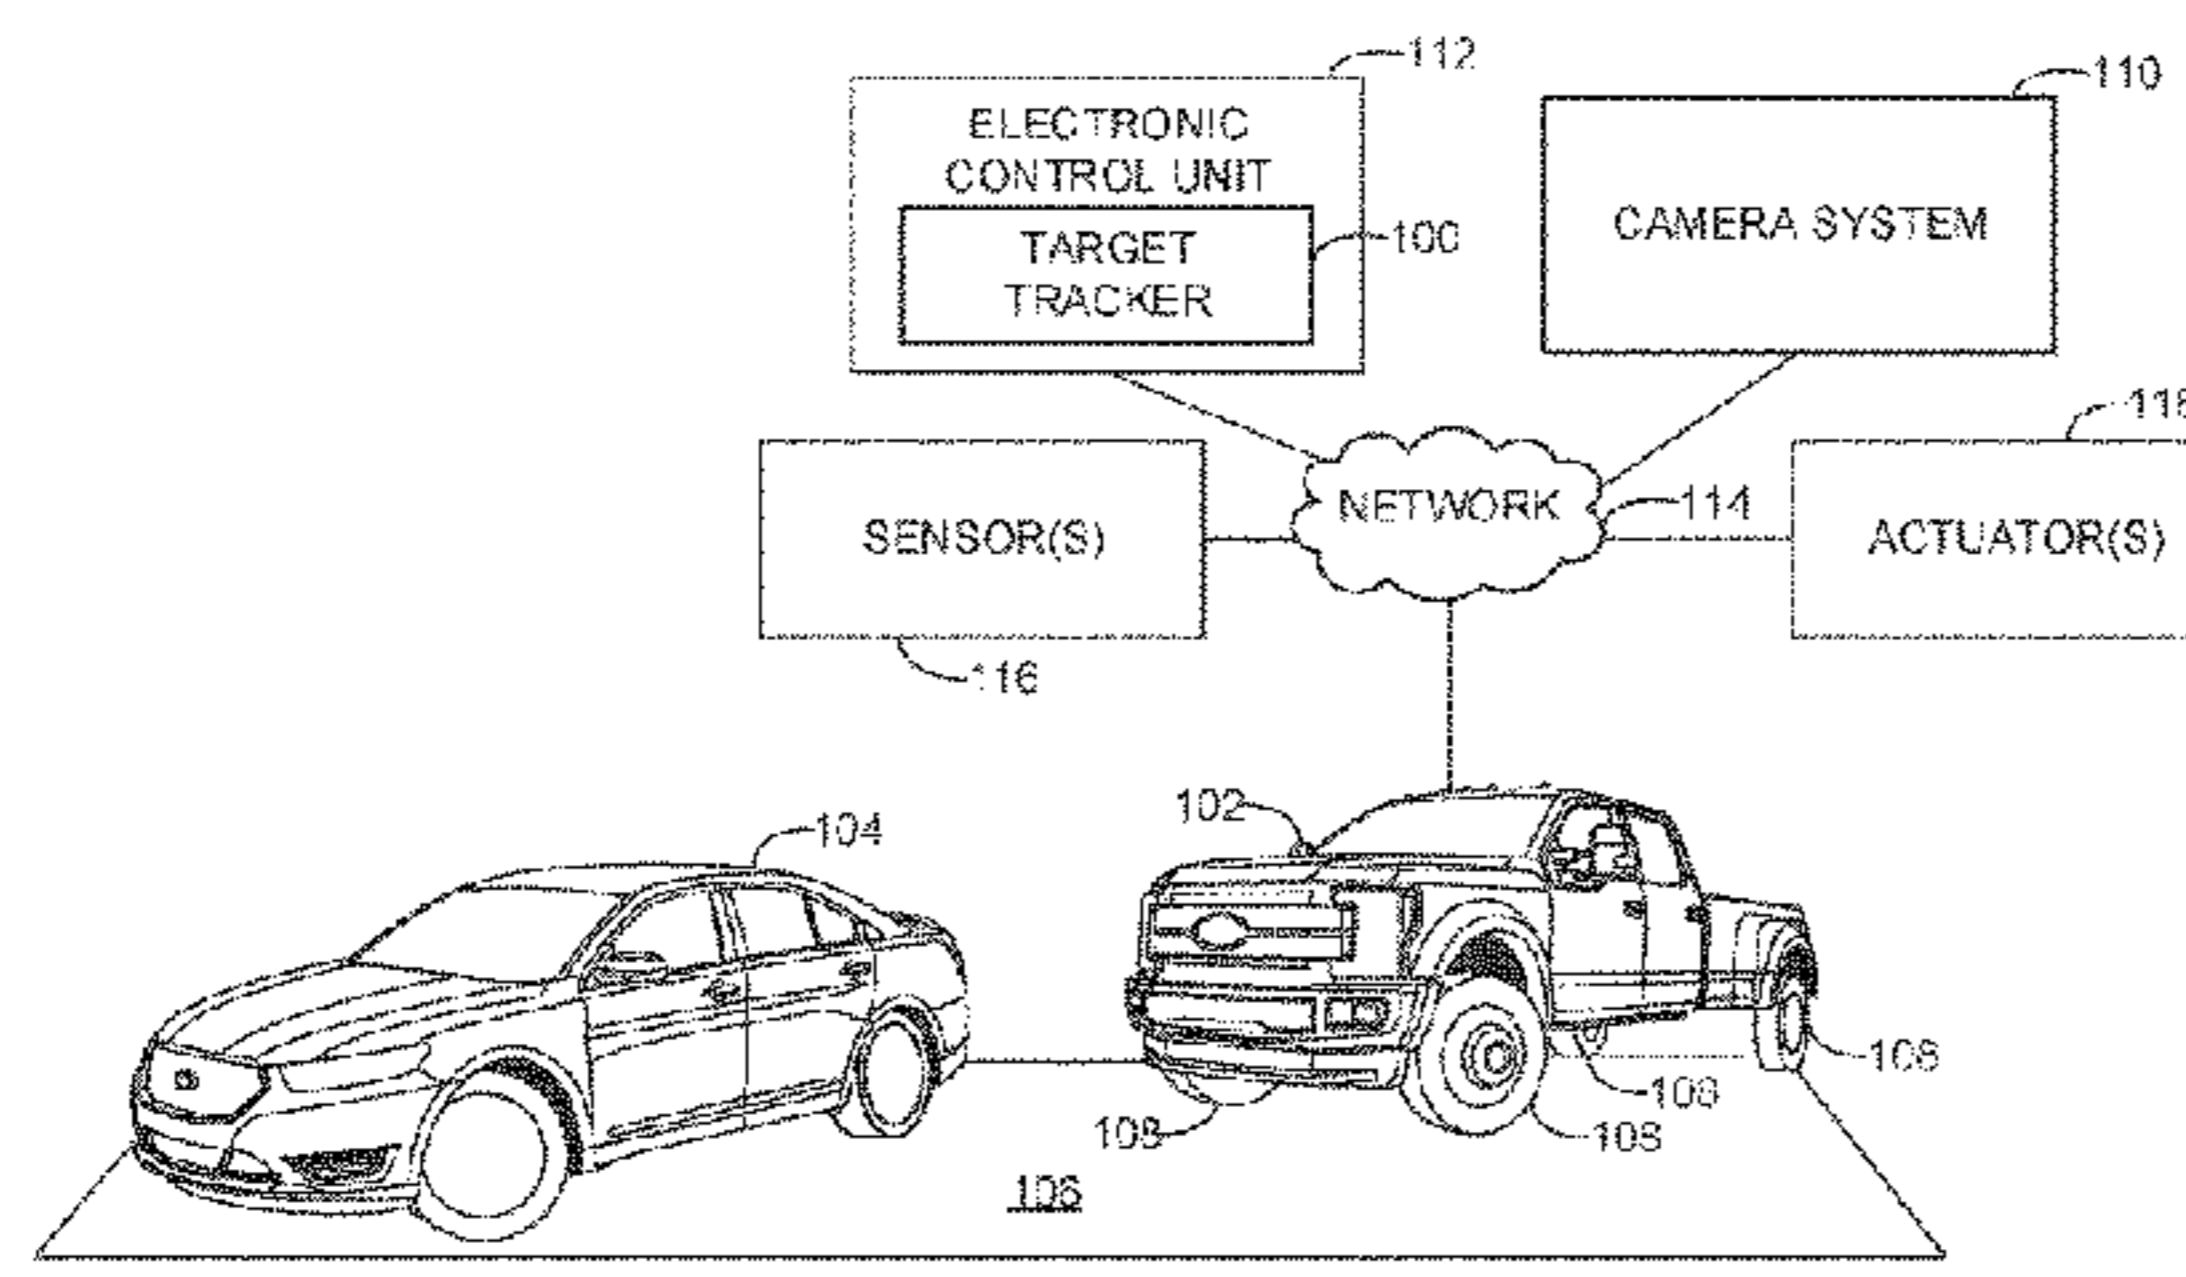 112
110
ELECTRONIC
CONTROL UNIT
TARGET
TRACKER
100
CAMERA SYSTEM
NETWORK
114
SENSOR(S)
ACTUATOR(S)
116
102
104
108
108
108
108
106